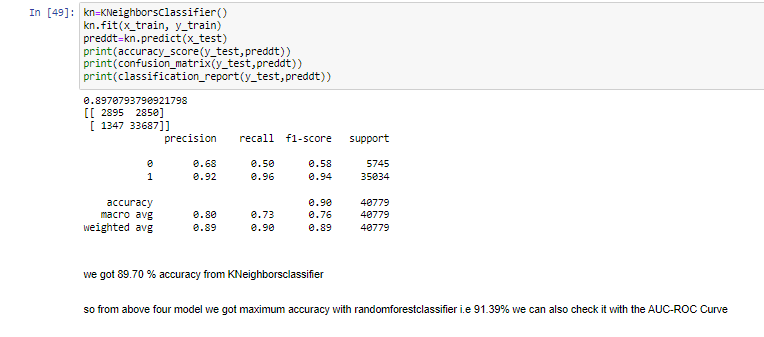 In [49]: kn=KNeighborsClassifier()
kn.fit(x_train, y_train)
preddt=kn.predict(x_test)
print(accuracy_score(y_test,preddt))
print(confusion_matrix(y_test,preddt))
print(classification_report(y_test,preddt))
0.8970793790921798
[[ 2895 2850]
[ 1347 33687]]
precision recall f1-score support
0 0.68 0.50 0.58 5745
1 0.92 0.96 0.94 35034
accuracy 0.90 40779
macro avg 0.80 0.73 0.76 40779
weighted avg 0.89 0.90 0.89 40779
we got 89.70 % accuracy from KNeighborsclassifier
so from above four model we got maximum accuracy with randomforestclassifier i.e 91.39% we can also check it with the AUC-ROC Curve